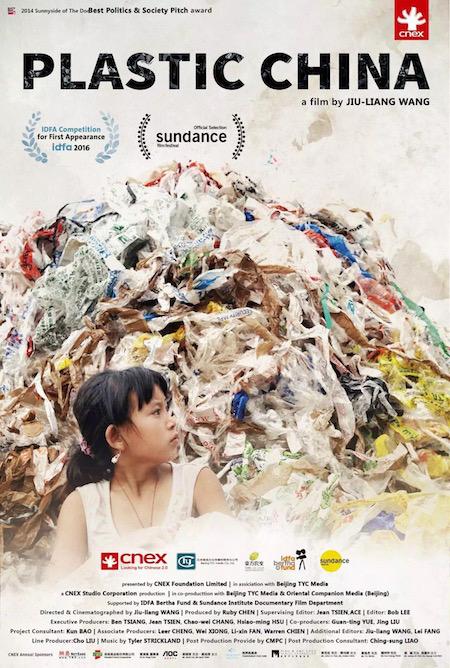 2014 Sunnyside of The Doc Best Politics & Society Pitch award
cnex
PLASTIC CHINA
a film by JIU-LIANG WANG
IDFA Competition
for First Appearance
idfa 2016
Official Selection
sundance
film festival
cnex
Looking for Chinese 2.0
idfa
bertha
fund
sundance
institute
presented by CNEX Foundation Limited | in association with Beijing TYC Media
a CNEX Studio Corporation production | in co-production with Beijing TYC Media & Oriental Companion Media (Beijing)
Supported by IDFA Bertha Fund & Sundance Institute Documentary Film Department
Directed & Cinematographed by Jiu-liang WANG | Produced by Ruby CHEN | Supervising Editor: Jean TSIEN, ACE | Editor: Bob LEE
Executive Producers: Ben TSIANG, Jean TSIEN, Chao-wei CHANG, Hsiao-ming HSU | Co-producers: Guan-ting YUE, Jing LIU
Project Consultant: Kun BAO | Associate Producers: Leer CHENG, Wei XIONG, Li-xin FAN, Warren CHIEN | Additional Editors: Jiu-liang WANG, Lei FANG
Line Producer: Cho LIU | Music by Tyler STRICKLAND | Post Production Provide by CMPC | Post Production Consultant: Ching-sung LIAO
CNEX Annual Sponsors
AOC